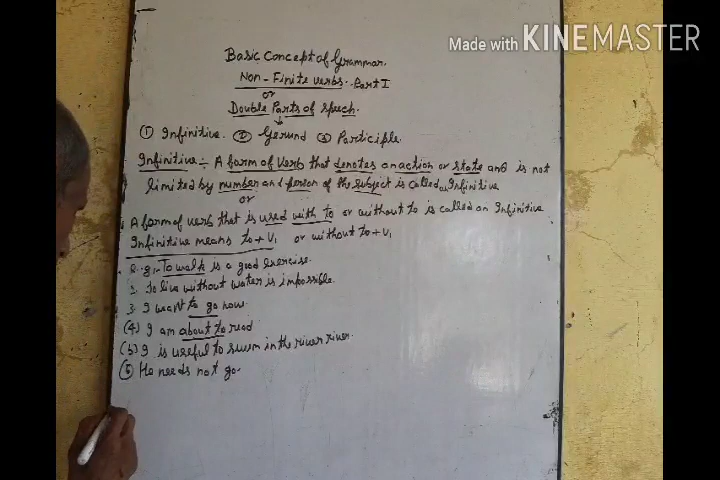 Made with KINEMASTER
Basic Concept of Grammar.
Non-Finite verbs. Part I
or
Double Parts of speech.
① Infinitive. ② Gerund ③ Participle.
Infinitive:- A form of verb that denotes an action or state and is not
limited by number and person of the subject is called an Infinitive
or
A form of verb that is used with to or without to is called an Infinitive
Infinitive means to + V1 or without to + V1
e.g:- To walk is a good exercise.
2. To live without water is impossible.
3. I want to go now.
(4) I am about to read
(5) It is useful to swim in the river river.
⑥ He needs not go.